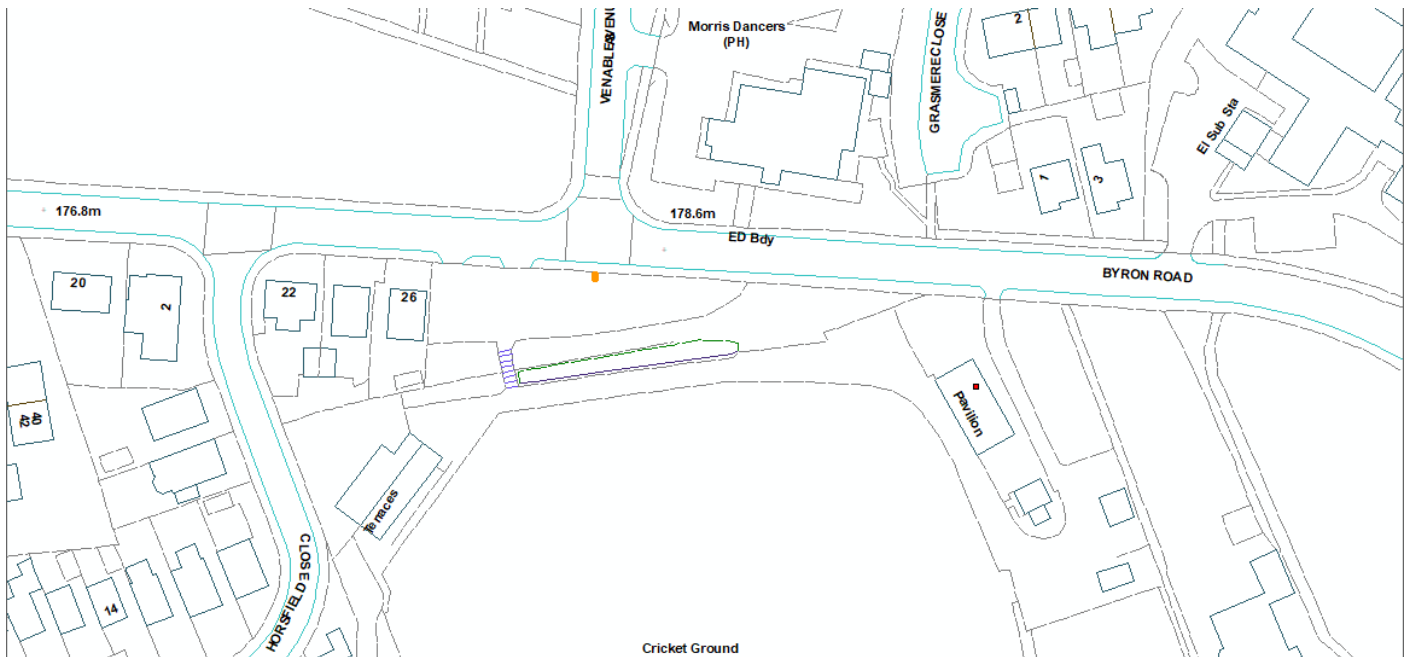 Morris Dancers
(PH)
VENABLES AVENUE
GRASMERE CLOSE
2
El Sub Sta
1
3
176.8m
178.6m
ED Bdy
BYRON ROAD
20
2
22
26
40
42
Pavilion
Terraces
14
HORSFIELD CLOSE
Cricket Ground